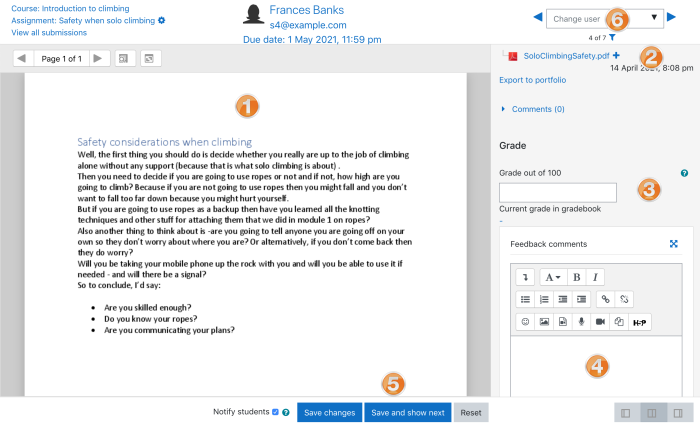 Course: Introduction to climbing
Assignment: Safety when solo climbing
View all submissions
Frances Banks
s4@example.com
Due date: 1 May 2021, 11:59 pm
Change user
6
4 of 7
Page 1 of 1
1
Safety considerations when climbing
Well, the first thing you should do is decide whether you really are up to the job of climbing
alone without any support (because that is what solo climbing is about) .
Then you need to decide if you are going to use ropes or not and if not, how high are you
going to climb? Because if you are not going to use ropes then you might fall and you don't
want to fall too far down because you might hurt yourself.
But if you are going to use ropes as a backup then have you learned all the knotting
techniques and other stuff for attaching them that we did in module 1 on ropes?
Also another thing to think about is -are you going to tell anyone you are going off on your
own so they don't worry about where you are? Or alternatively, if you don't come back then
they do worry?
Will you be taking your mobile phone up the rock with you and will you be able to use it if
needed - and will there be a signal?
So to conclude, I'd say:
• Are you skilled enough?
• Do you know your ropes?
• Are you communicating your plans?
SoloClimbingSafety.pdf
2
14 April 2021, 8:08 pm
Export to portfolio
Comments (0)
Grade
Grade out of 100
3
Current grade in gradebook
-
Feedback comments
A
B
I
H-P
4
5
Notify students
Save changes
Save and show next
Reset